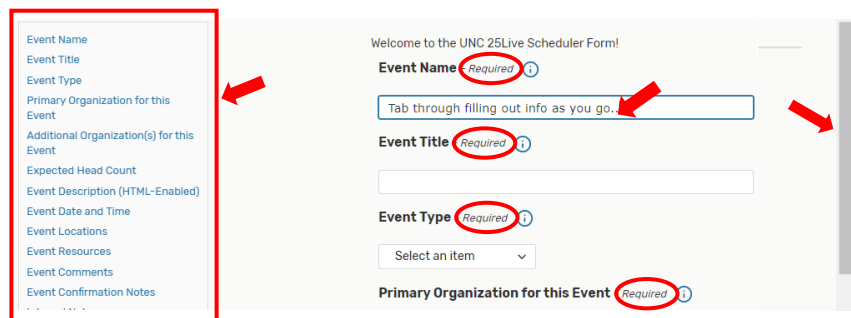 Event Name
Event Title
Event Type
Primary Organization for this
Event
Additional Organization(s) for this
Event
Expected Head Count
Event Description (HTML-Enabled)
Event Date and Time
Event Locations
Event Resources
Event Comments
Event Confirmation Notes
Welcome to the UNC 25Live Scheduler Form!
Event Name - Required i
Tab through filling out info as you go..
Event Title - Required i
Event Type - Required i
Select an item
Primary Organization for this Event - Required i